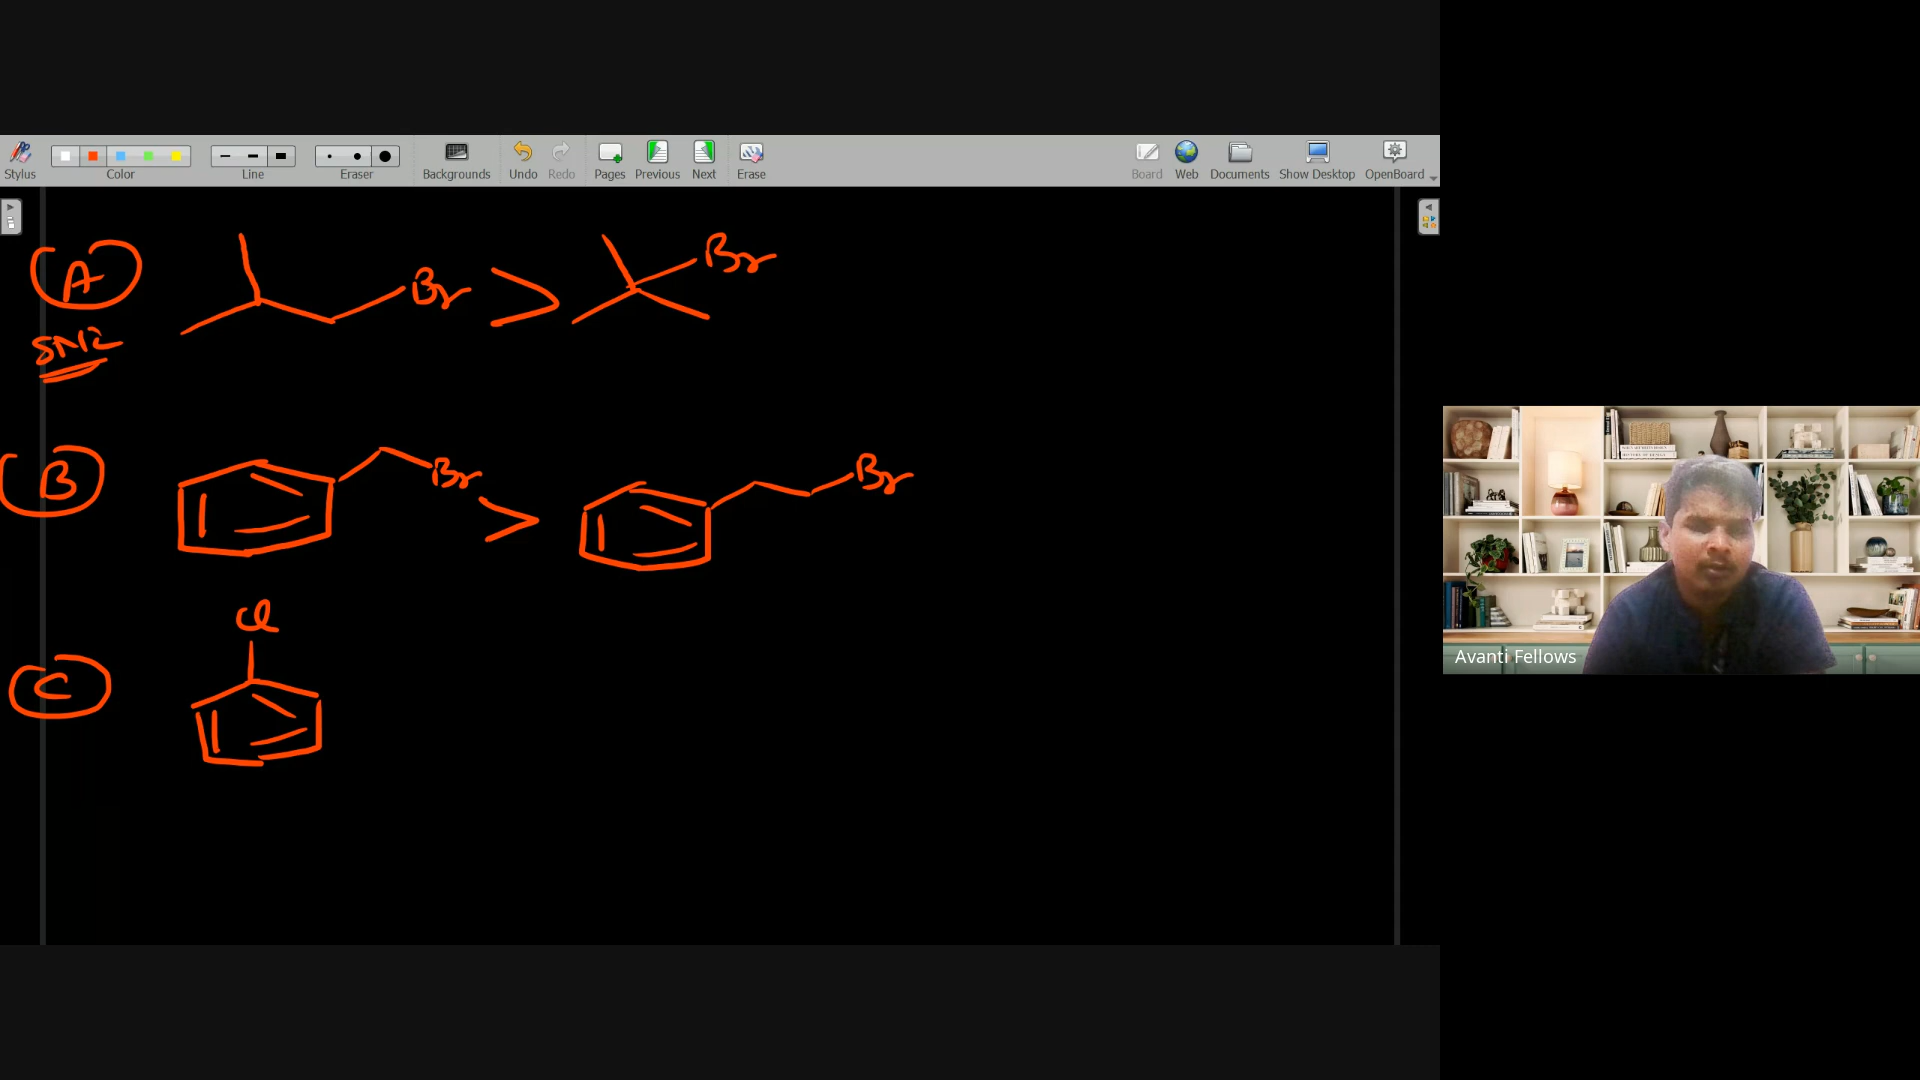 Stylus Color Line Eraser Backgrounds Undo Redo Pages Previous Next Erase Board Web Documents Show Desktop OpenBoard
A Br > Br
SN2
B Br > Br
Cl
C
Avanti Fellows